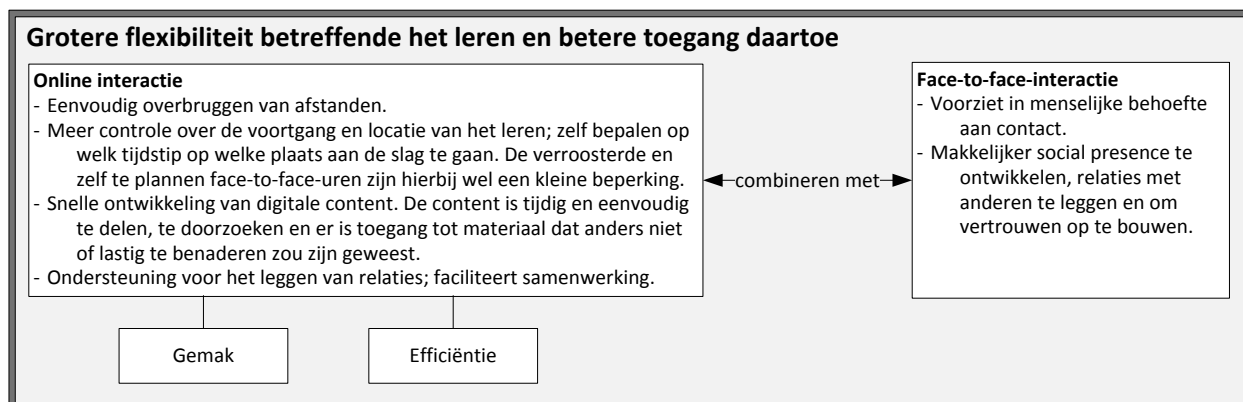 Grotere flexibiliteit betreffende het leren en betere toegang daartoe
Online interactie
- Eenvoudig overbruggen van afstanden.
- Meer controle over de voortgang en locatie van het leren; zelf bepalen op
welk tijdstip op welke plaats aan de slag te gaan. De verroosterde en
zelf te plannen face-to-face-uren zijn hierbij wel een kleine beperking.
- Snelle ontwikkeling van digitale content. De content is tijdig en eenvoudig
te delen, te doorzoeken en er is toegang tot materiaal dat anders niet
of lastig te benaderen zou zijn geweest.
- Ondersteuning voor het leggen van relaties; faciliteert samenwerking.
combineren met
Face-to-face-interactie
- Voorziet in menselijke behoefte
aan contact.
- Makkelijker social presence te
ontwikkelen, relaties met
anderen te leggen en om
vertrouwen op te bouwen.
Gemak
Efficiëntie